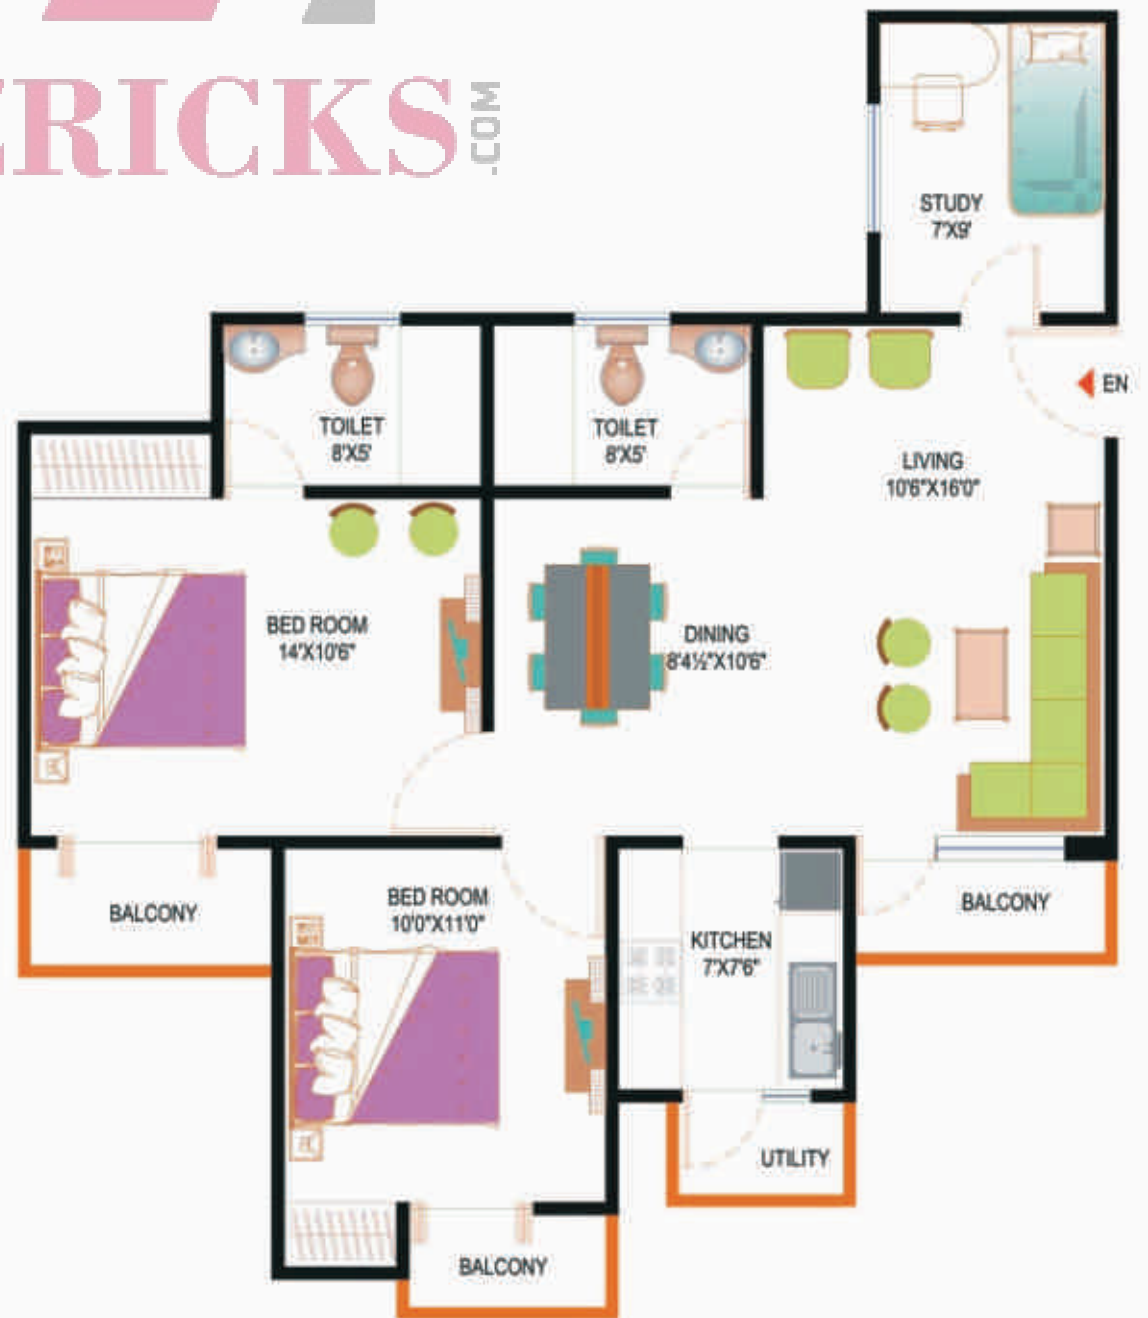 ERICKS
.COM
STUDY
7'X9'
EN
TOILET
8'X5'
TOILET
8'X5'
LIVING
10'6"X16'0"
BED ROOM
14'X10'6"
DINING
8'4½"X10'6"
BALCONY
BED ROOM
10'0"X11'0"
KITCHEN
7'X7'6"
BALCONY
UTILITY
BALCONY